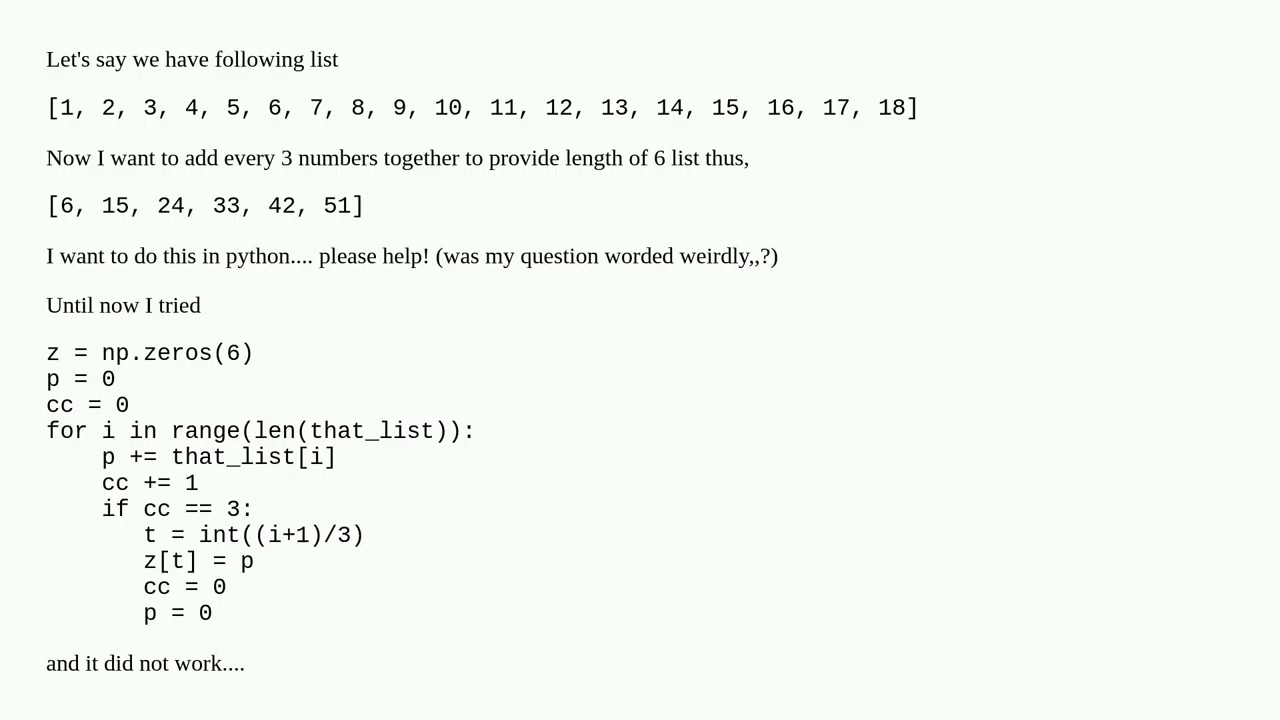 Let's say we have following list
[1, 2, 3, 4, 5, 6, 7, 8, 9, 10, 11, 12, 13, 14, 15, 16, 17, 18]
Now I want to add every 3 numbers together to provide length of 6 list thus,
[6, 15, 24, 33, 42, 51]
I want to do this in python.... please help! (was my question worded weirdly,,?)
Until now I tried
z = np.zeros(6)
p = 0
cc = 0
for i in range(len(that_list)):
    p += that_list[i]
    cc += 1
    if cc == 3:
       t = int((i+1)/3)
       z[t] = p
       cc = 0
       p = 0
and it did not work....